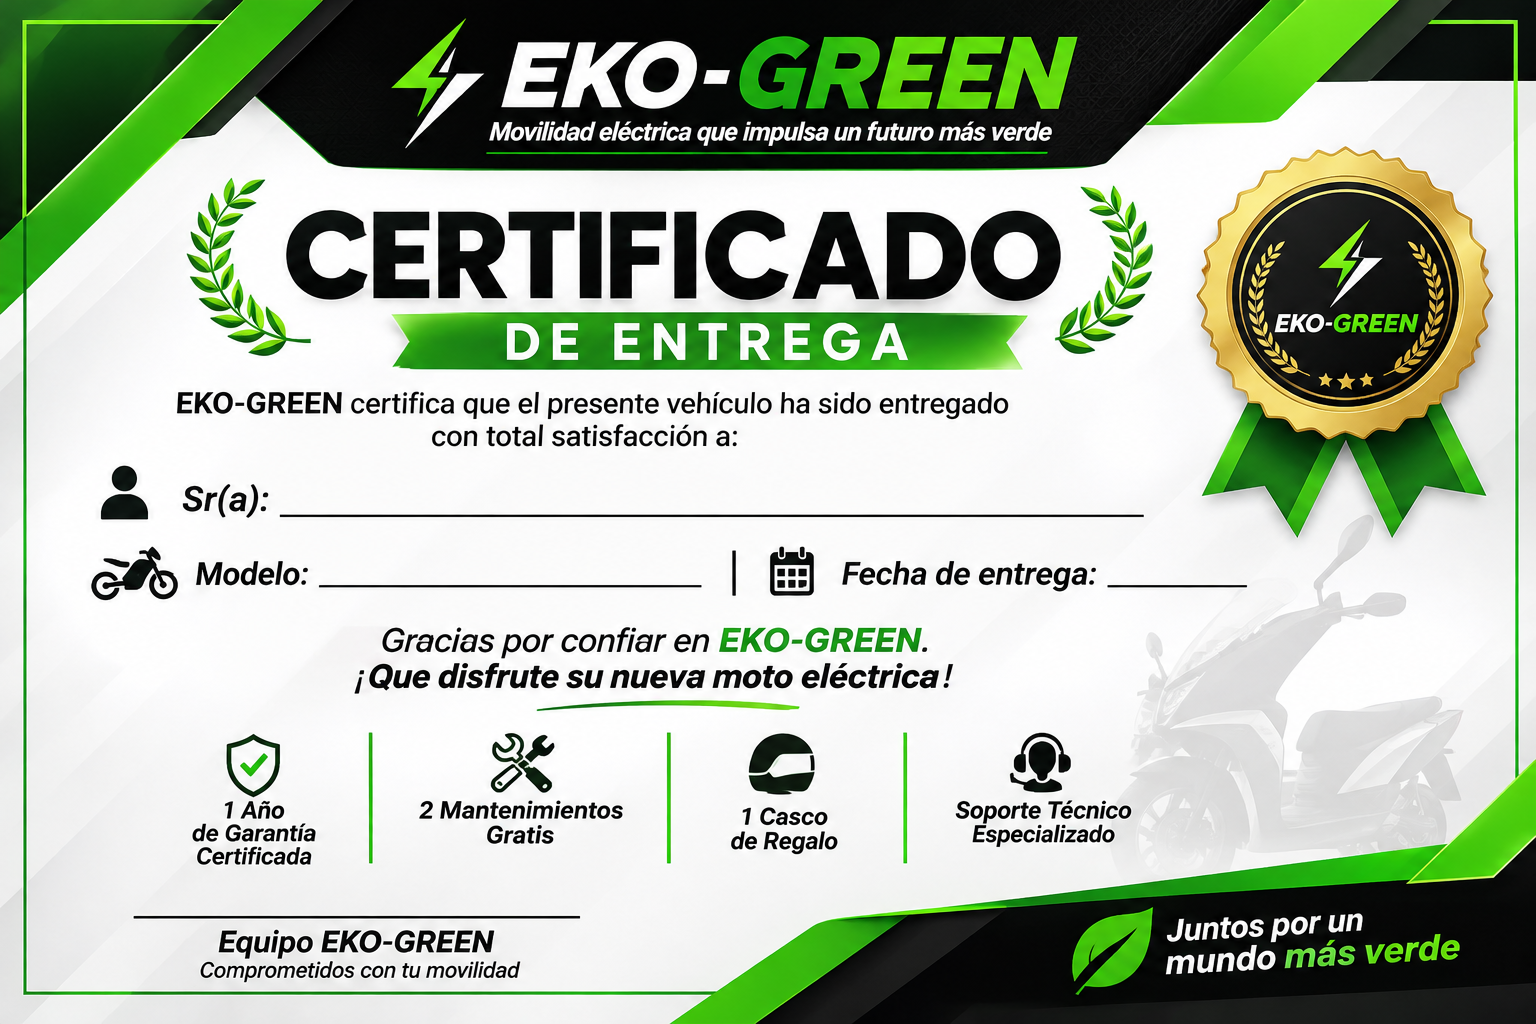 EKO-GREEN
Movilidad eléctrica que impulsa un futuro más verde
CERTIFICADO
DE ENTREGA
EKO-GREEN
EKO-GREEN certifica que el presente vehículo ha sido entregado
con total satisfacción a:
Sr(a):
Modelo: | Fecha de entrega:
Gracias por confiar en EKO-GREEN.
¡Que disfrute su nueva moto eléctrica!
1 Año
de Garantía
Certificada
2 Mantenimientos
Gratis
1 Casco
de Regalo
Soporte Técnico
Especializado
Equipo EKO-GREEN
Comprometidos con tu movilidad
Juntos por un
mundo más verde